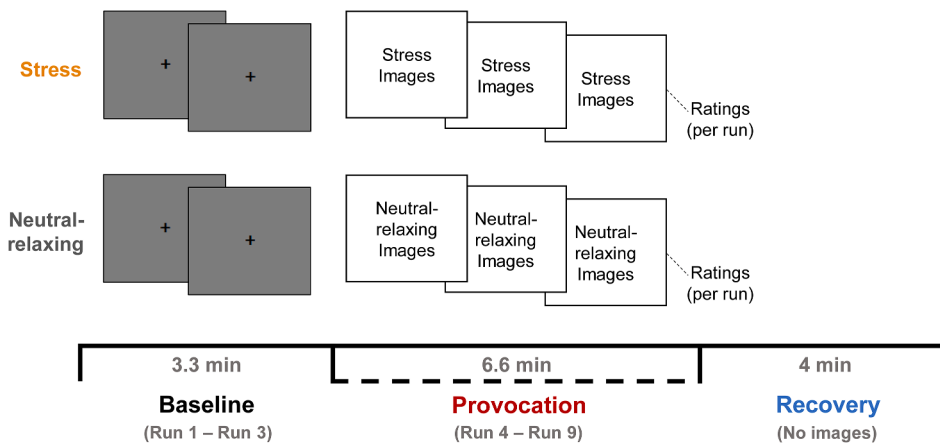 Stress
+
+
Stress
Images
Stress
Images
Stress
Images
Ratings
(per run)
Neutral-
relaxing
+
+
Neutral-
relaxing
Images
Neutral-
relaxing
Images
Neutral-
relaxing
Images
Ratings
(per run)
3.3 min
6.6 min
4 min
Baseline
Provocation
Recovery
(Run 1 – Run 3)
(Run 4 – Run 9)
(No images)